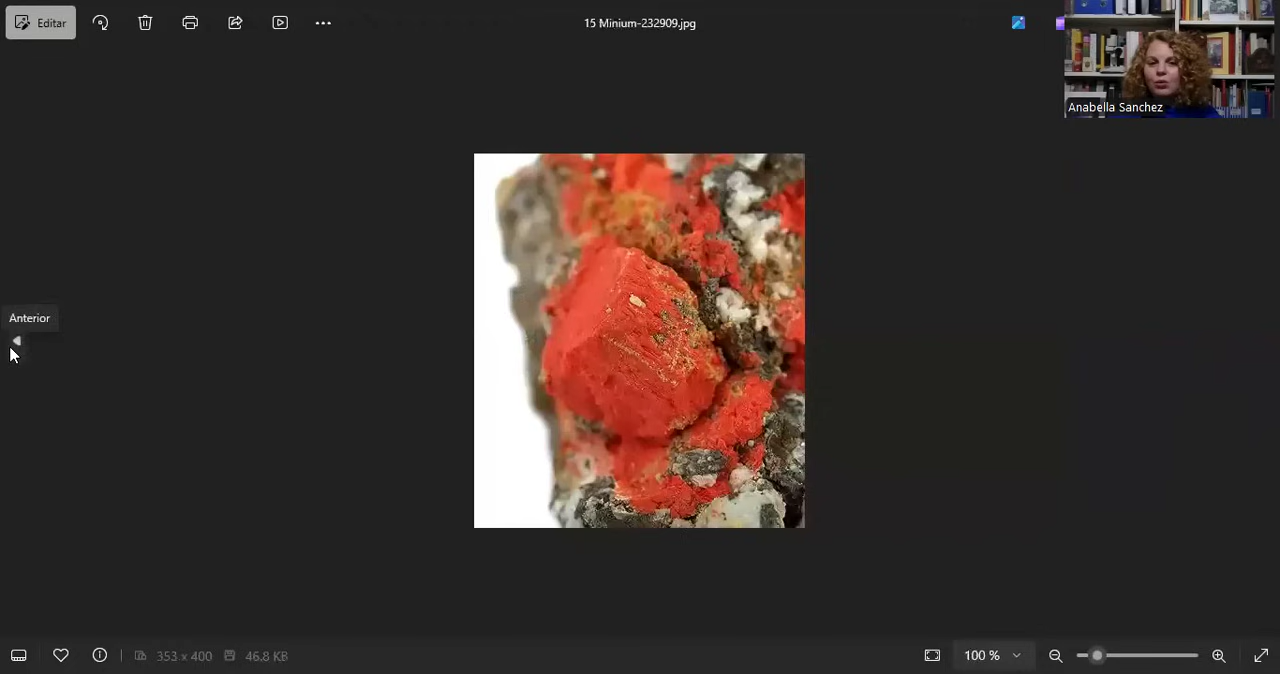 Editar
15 Minium-232909.jpg
Anabella Sanchez
Anterior
353 x 400
46,8 KB
100 %